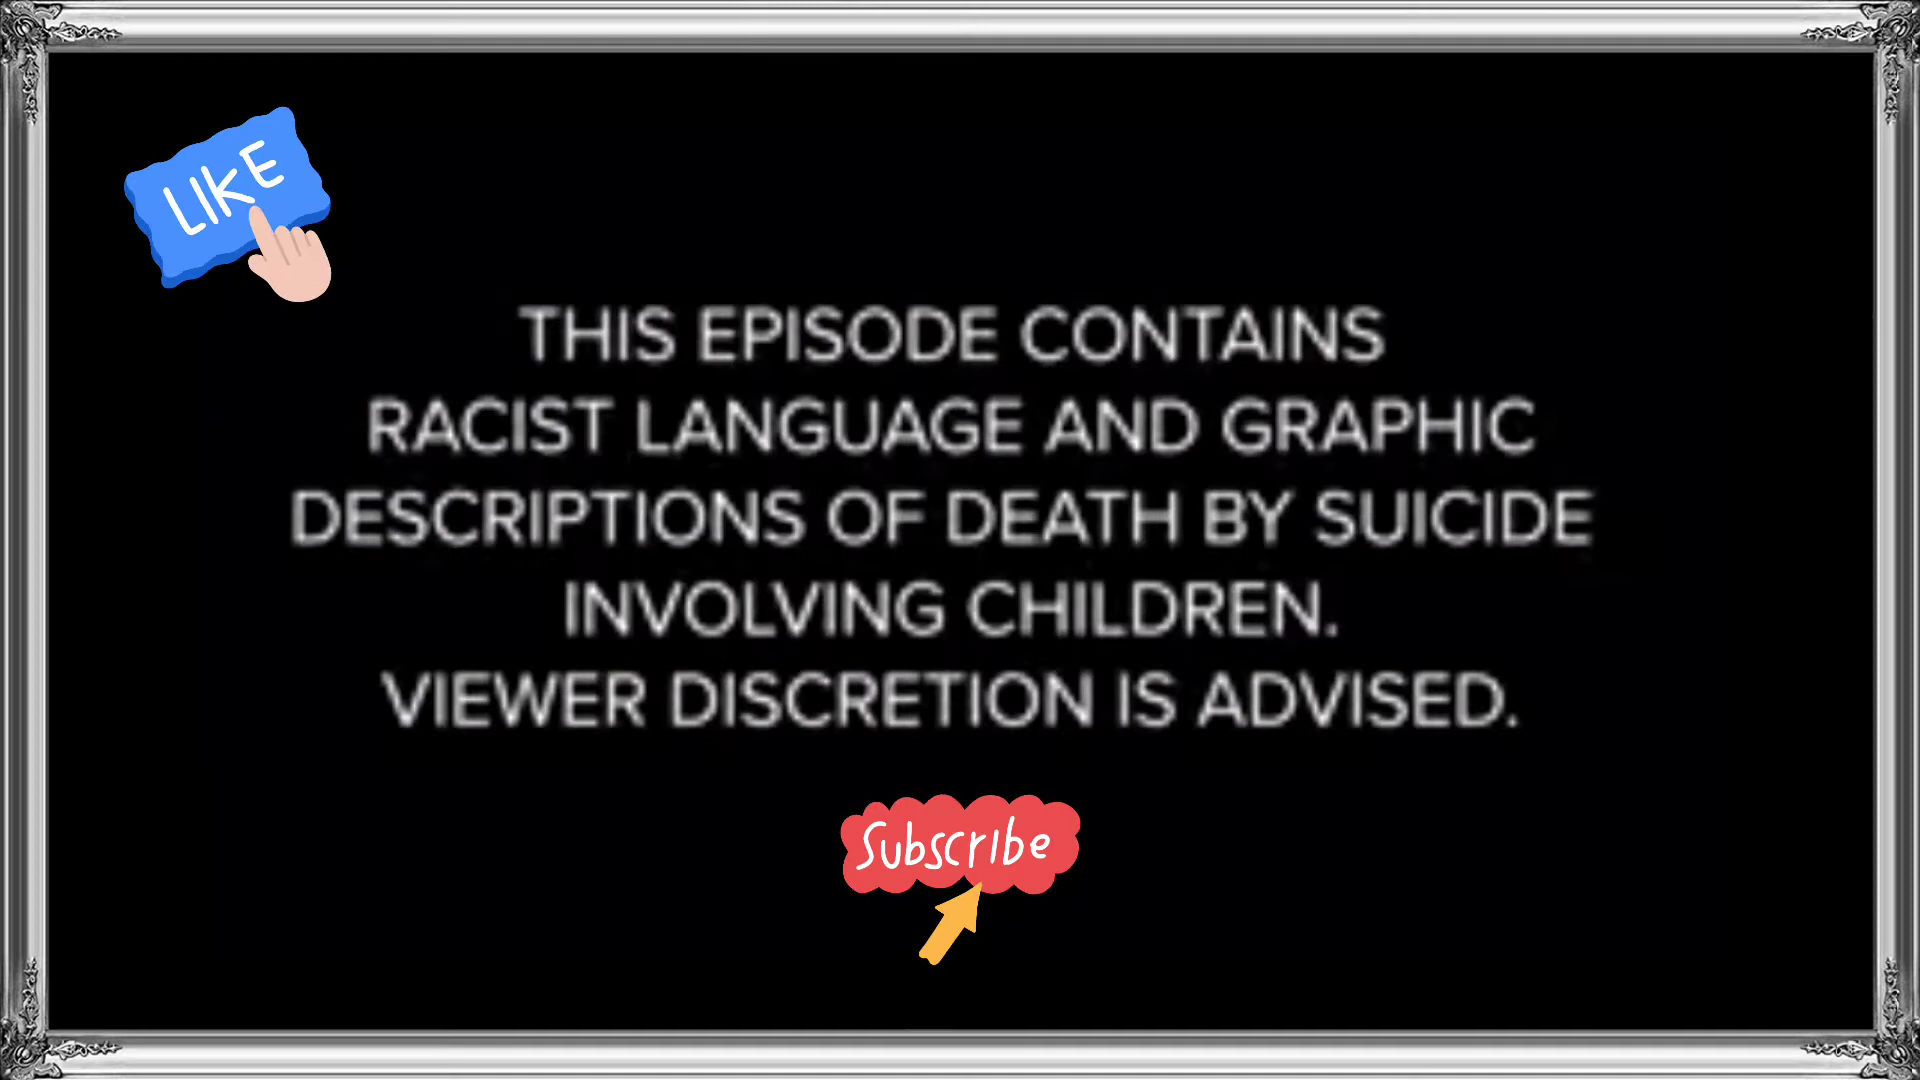 LIKE
THIS EPISODE CONTAINS
RACIST LANGUAGE AND GRAPHIC
DESCRIPTIONS OF DEATH BY SUICIDE
INVOLVING CHILDREN.
VIEWER DISCRETION IS ADVISED.
Subscribe